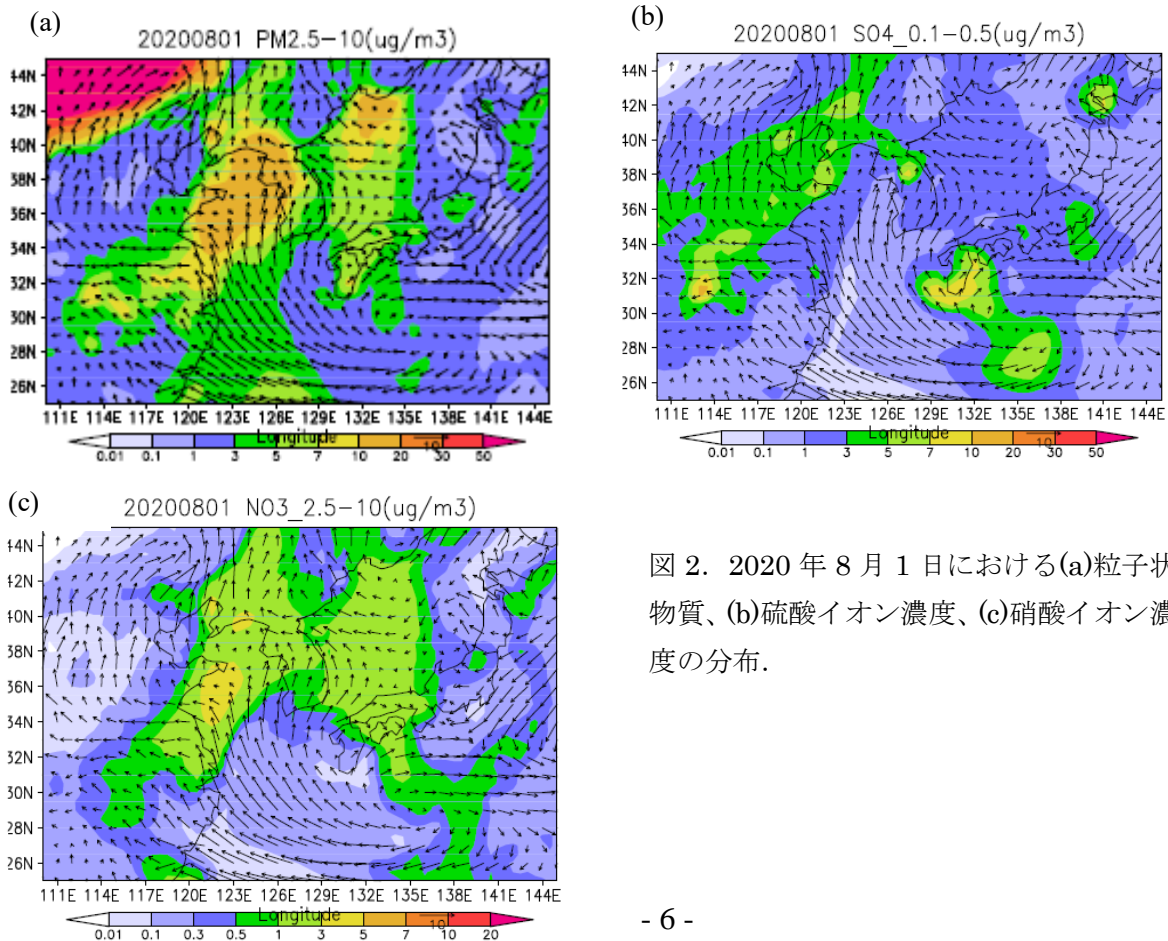 (a)
20200801 PM2.5-10(ug/m3)
44N
42N
40N
38N
36N
34N
32N
30N
28N
26N
111E 114E 117E 120E 123E 126E 129E 132E 135E 138E 141E 144E
Longitude
10
0.01 0.1 1 3 5 7 10 20 30 50
(b)
20200801 SO4_0.1-0.5(ug/m3)
44N
42N
40N
38N
36N
34N
32N
30N
28N
26N
111E 114E 117E 120E 123E 126E 129E 132E 135E 138E 141E 144E
Longitude
10
0.01 0.1 1 3 5 7 10 20 30 50
(c)
20200801 NO3_2.5-10(ug/m3)
44N
42N
40N
38N
36N
34N
32N
30N
28N
26N
111E 114E 117E 120E 123E 126E 129E 132E 135E 138E 141E 144E
Longitude
10
0.01 0.1 0.3 0.5 1 3 5 7 10 20
図 2. 2020 年 8 月 1 日における(a)粒子状
物質、(b)硫酸イオン濃度、(c)硝酸イオン濃
度の分布.
- 6 -